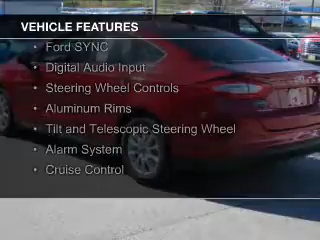 VEHICLE FEATURES
• Ford SYNC
• Digital Audio Input
• Steering Wheel Controls
• Aluminum Rims
• Tilt and Telescopic Steering Wheel
• Alarm System
• Cruise Control